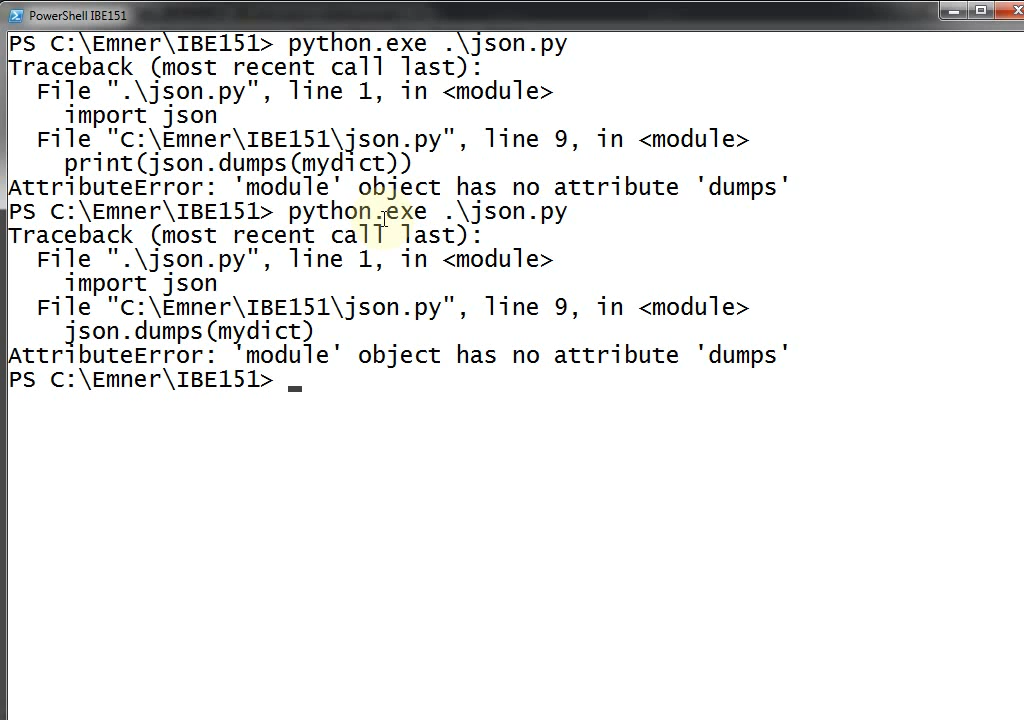 PowerShell IBE151
PS C:\Emner\IBE151> python.exe .\json.py
Traceback (most recent call last):
  File ".\json.py", line 1, in <module>
    import json
  File "C:\Emner\IBE151\json.py", line 9, in <module>
    print(json.dumps(mydict))
AttributeError: 'module' object has no attribute 'dumps'
PS C:\Emner\IBE151> python.exe .\json.py
Traceback (most recent call last):
  File ".\json.py", line 1, in <module>
    import json
  File "C:\Emner\IBE151\json.py", line 9, in <module>
    json.dumps(mydict)
AttributeError: 'module' object has no attribute 'dumps'
PS C:\Emner\IBE151>